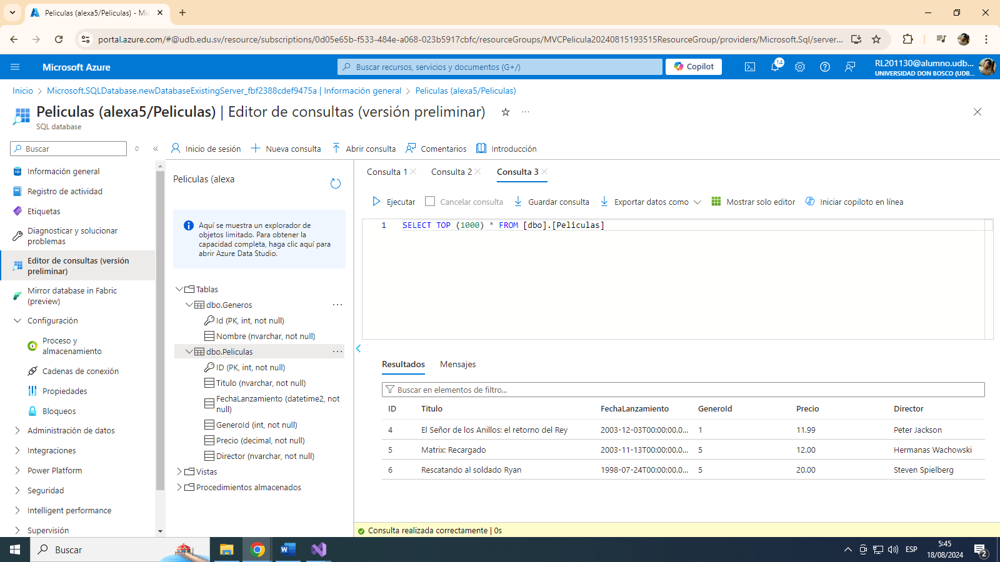 Peliculas (alexa5/Peliculas) - Mic
portal.azure.com/#@udb.edu.sv/resource/subscriptions/0d05e65b-f533-484e-a068-023b5917cbfc/resourceGroups/MVCPelicula20240815193515ResourceGroup/providers/Microsoft.Sql/server...
Microsoft Azure
Buscar recursos, servicios y documentos (G+/)
Copilot
14
RL201130@alumno.udb...
UNIVERSIDAD DON BOSCO (UDB...
Inicio > Microsoft.SQLDatabase.newDatabaseExistingServer_fbf2388cdef9475a | Información general > Peliculas (alexa5/Peliculas)
Peliculas (alexa5/Peliculas) | Editor de consultas (versión preliminar)
SQL database
Buscar
Información general
Registro de actividad
Etiquetas
Diagnosticar y solucionar
problemas
Editor de consultas (versión
preliminar)
Mirror database in Fabric
(preview)
Configuración
Proceso y
almacenamiento
Cadenas de conexión
Propiedades
Bloqueos
Administración de datos
Integraciones
Power Platform
Seguridad
Intelligent performance
Supervisión
Inicio de sesión
Nueva consulta
Abrir consulta
Comentarios
Introducción
Peliculas (alexa
Aquí se muestra un explorador de
objetos limitado. Para obtener la
capacidad completa, haga clic aquí para
abrir Azure Data Studio.
Tablas
dbo.Generos
Id (PK, int, not null)
Nombre (nvarchar, not null)
dbo.Peliculas
ID (PK, int, not null)
Titulo (nvarchar, not null)
FechaLanzamiento (datetime2, not
null)
GeneroId (int, not null)
Precio (decimal, not null)
Director (nvarchar, not null)
Vistas
Procedimientos almacenados
Consulta 1
Consulta 2
Consulta 3
Ejecutar
Cancelar consulta
Guardar consulta
Exportar datos como
Mostrar solo editor
Iniciar copiloto en línea
1 SELECT TOP (1000) * FROM [dbo].[Peliculas]
Resultados
Mensajes
Buscar en elementos de filtro...
ID Titulo FechaLanzamiento GeneroId Precio Director
4 El Señor de los Anillos: el retorno del Rey 2003-12-03T00:00:00.0... 1 11.99 Peter Jackson
5 Matrix: Recargado 2003-11-13T00:00:00.0... 5 12.00 Hermanas Wachowski
6 Rescatando al soldado Ryan 1998-07-24T00:00:00.0... 5 20.00 Steven Spielberg
Consulta realizada correctamente | 0s
Buscar
ESP
5:45
18/08/2024
2